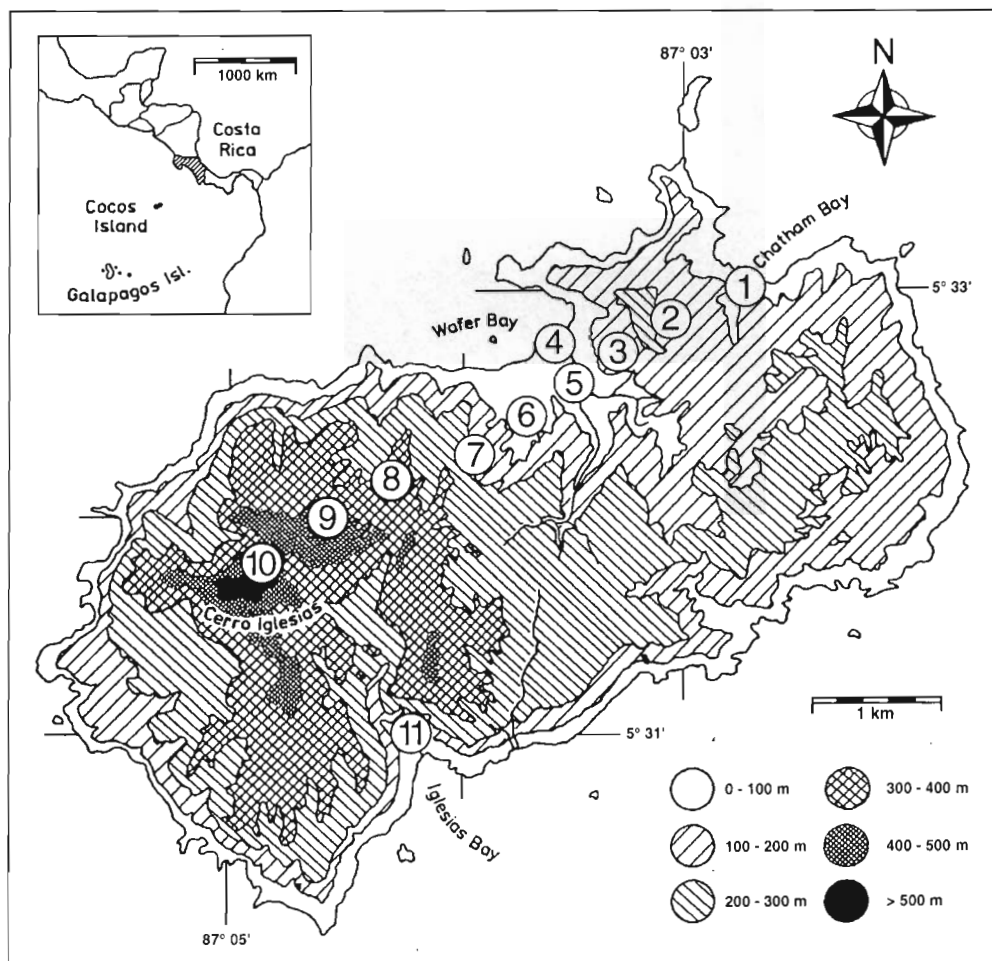 1000 km
Costa
Rica
Cocos
Island
Galapagos Isl.
87° 03'
N
Chatham Bay
5° 33'
Wafer Bay
1
2
3
4
5
6
7
8
9
10
Cerro Iglesias
11
Iglesias Bay
1 km
5° 31'
87° 05'
0 - 100 m
100 - 200 m
200 - 300 m
300 - 400 m
400 - 500 m
> 500 m